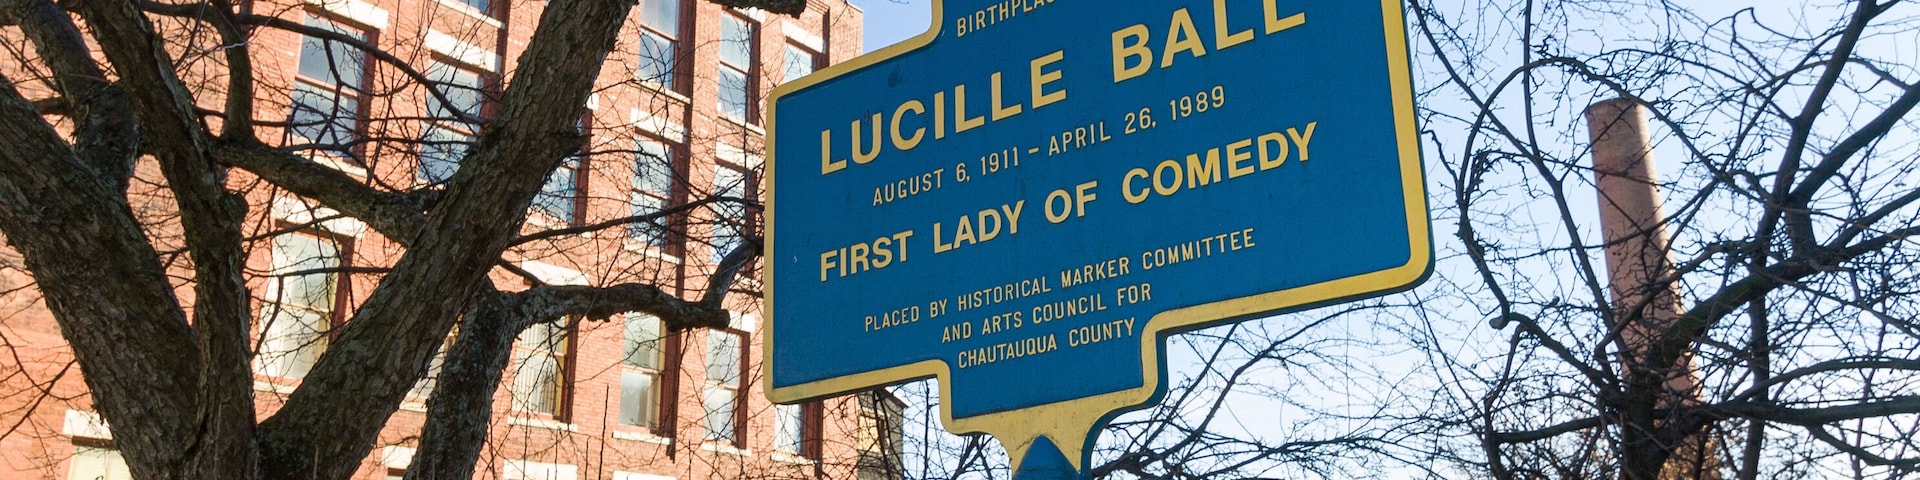 LUCILLE BALL
AUGUST 6, 1911 – APRIL 26, 1989
FIRST LADY OF COMEDY
PLACED BY HISTORICAL MARKER COMMITTEE
AND ARTS COUNCIL FOR
CHAUTAUQUA COUNTY